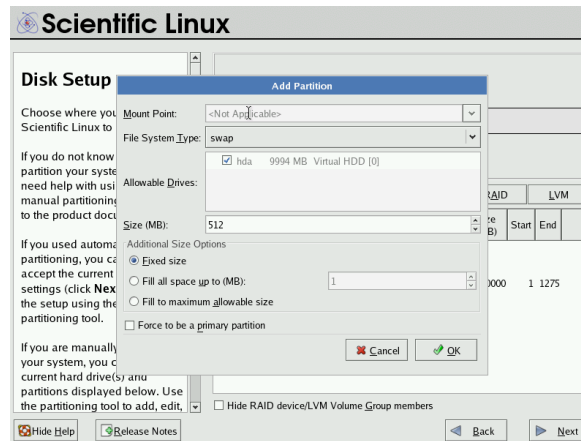 Scientific Linux
Disk Setup
Choose where you
Scientific Linux to
If you do not know
partition your syste
need help with usi
manual partitioning
to the product docu
If you used automa
partitioning, you ca
accept the current
settings (click Nex
the setup using the
partitioning tool.
If you are manually
your system, you c
current hard drive(s) and
partitions displayed below. Use
the partitioning tool to add, edit,
Add Partition
Mount Point:
<Not Applicable>
File System Type:
swap
Allowable Drives:
hda 9994 MB Virtual HDD [0]
Size (MB):
512
Additional Size Options
Fixed size
Fill all space up to (MB):
1
Fill to maximum allowable size
Force to be a primary partition
Cancel
OK
RAID
LVM
ze
B)
Start
End
0000 1 1275
Hide RAID device/LVM Volume Group members
Hide Help
Release Notes
Back
Next